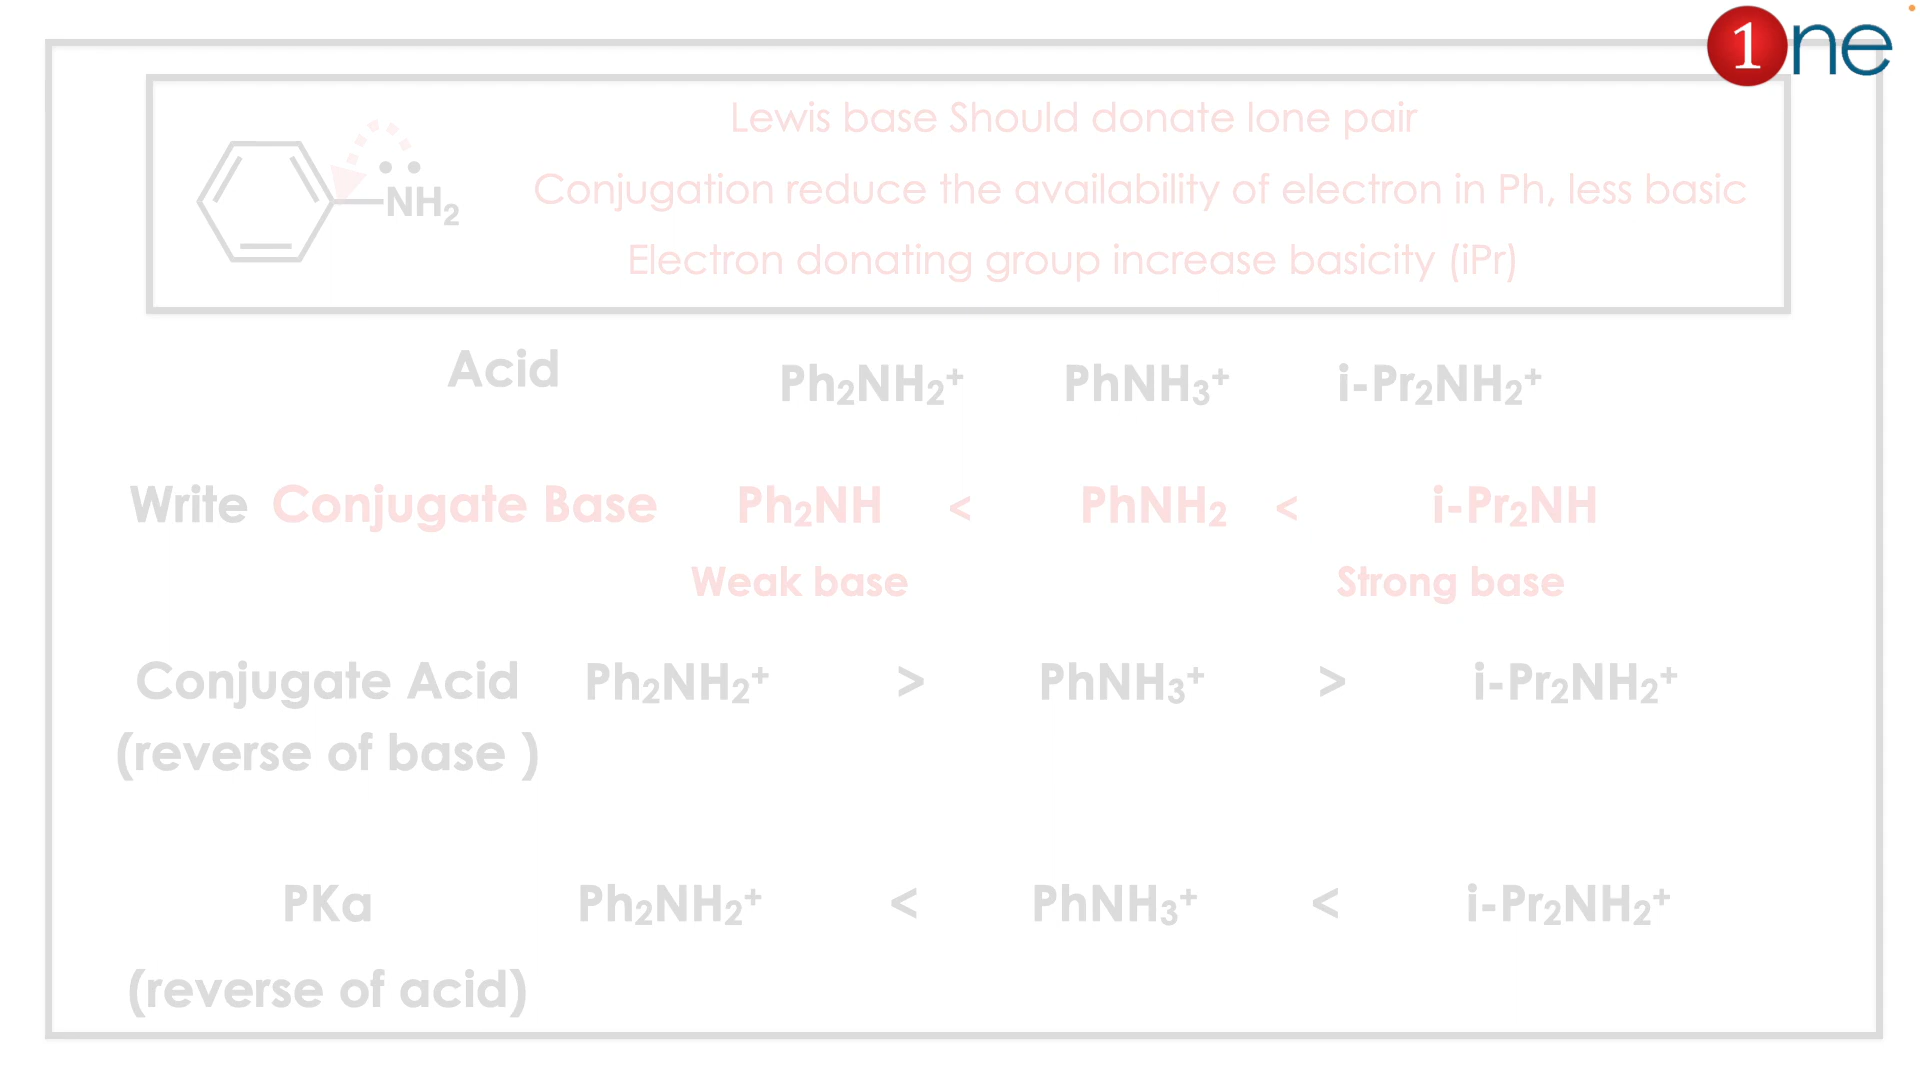 1ne
Lewis base Should donate lone pair
NH₂
Conjugation reduce the availability of electron in Ph, less basic
Electron donating group increase basicity (iPr)
Acid Ph₂NH₂⁺ PhNH₃⁺ i-Pr₂NH₂⁺
Write Conjugate Base Ph₂NH < PhNH₂ < i-Pr₂NH
Weak base Strong base
Conjugate Acid Ph₂NH₂⁺ > PhNH₃⁺ > i-Pr₂NH₂⁺
(reverse of base )
PKa Ph₂NH₂⁺ < PhNH₃⁺ < i-Pr₂NH₂⁺
(reverse of acid)